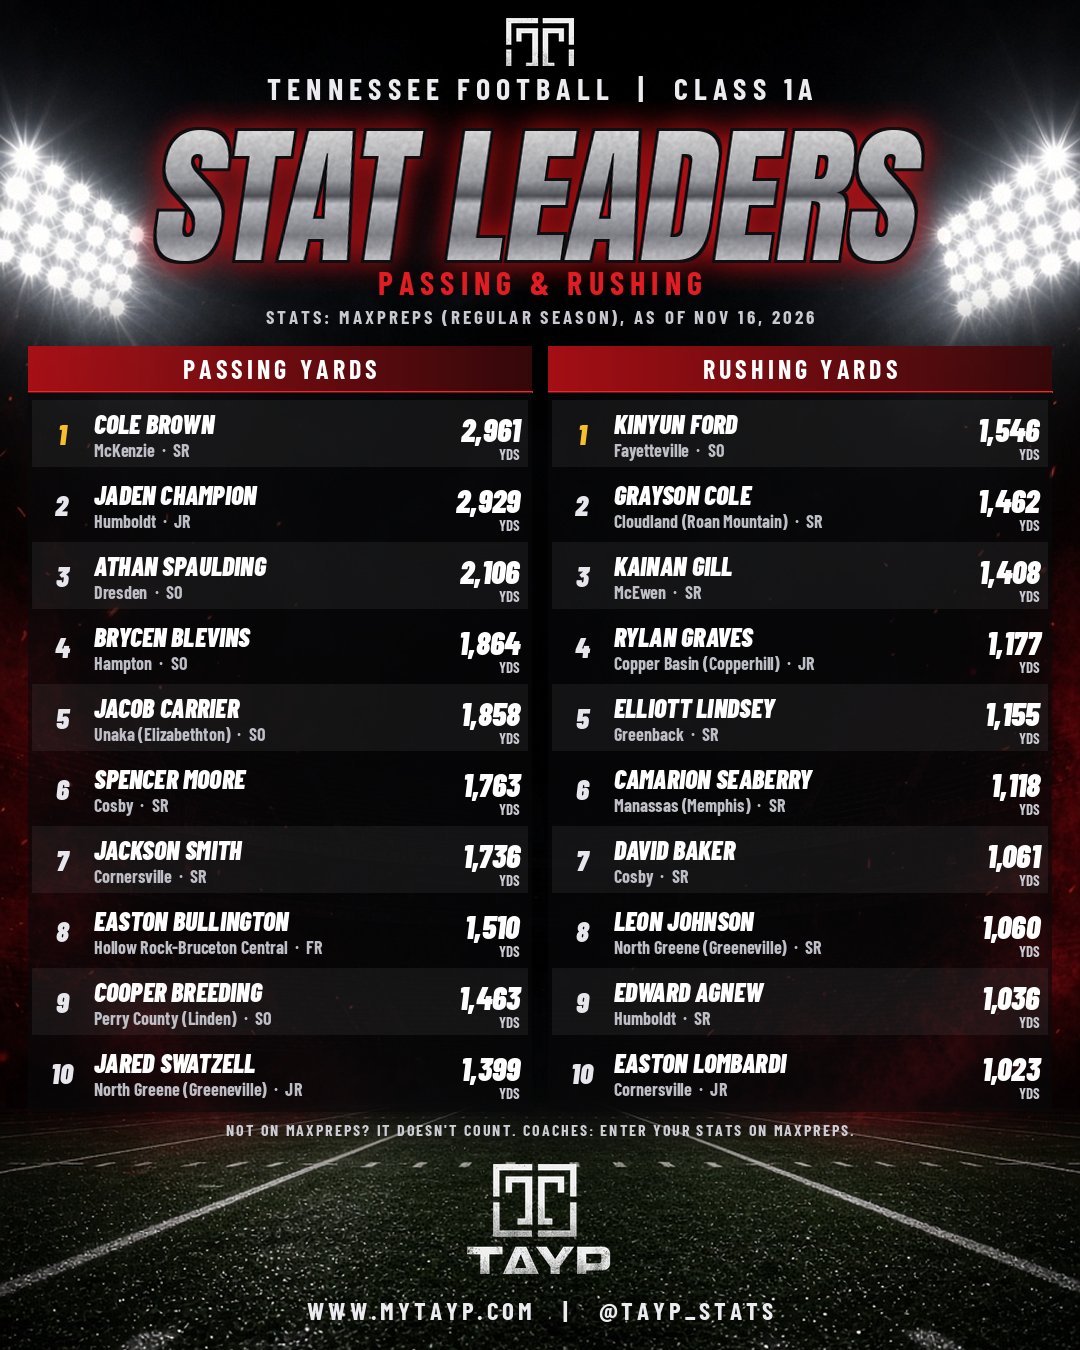 TENNESSEE FOOTBALL | CLASS 1A
STAT LEADERS
PASSING & RUSHING
STATS: MAXPREPS (REGULAR SEASON), AS OF NOV 16, 2026
PASSING YARDS
1 COLE BROWN 2,961
McKenzie · SR YDS
2 JADEN CHAMPION 2,929
Humboldt · JR YDS
3 ATHAN SPAULDING 2,106
Dresden · SO YDS
4 BRYCEN BLEVINS 1,864
Hampton · SO YDS
5 JACOB CARRIER 1,858
Unaka (Elizabethton) · SO YDS
6 SPENCER MOORE 1,763
Cosby · SR YDS
7 JACKSON SMITH 1,736
Cornersville · SR YDS
8 EASTON BULLINGTON 1,510
Hollow Rock-Bruceton Central · FR YDS
9 COOPER BREEDING 1,463
Perry County (Linden) · SO YDS
10 JARED SWATZELL 1,399
North Greene (Greeneville) · JR YDS
RUSHING YARDS
1 KINYUN FORD 1,546
Fayetteville · SO YDS
2 GRAYSON COLE 1,462
Cloudland (Roan Mountain) · SR YDS
3 KAINAN GILL 1,408
McEwen · SR YDS
4 RYLAN GRAVES 1,177
Copper Basin (Copperhill) · JR YDS
5 ELLIOTT LINDSEY 1,155
Greenback · SR YDS
6 CAMARION SEABERRY 1,118
Manassas (Memphis) · SR YDS
7 DAVID BAKER 1,061
Cosby · SR YDS
8 LEON JOHNSON 1,060
North Greene (Greeneville) · SR YDS
9 EDWARD AGNEW 1,036
Humboldt · SR YDS
10 EASTON LOMBARDI 1,023
Cornersville · JR YDS
NOT ON MAXPREPS? IT DOESN'T COUNT. COACHES: ENTER YOUR STATS ON MAXPREPS.
TAYP
WWW.MYTAYP.COM | @TAYP_STATS